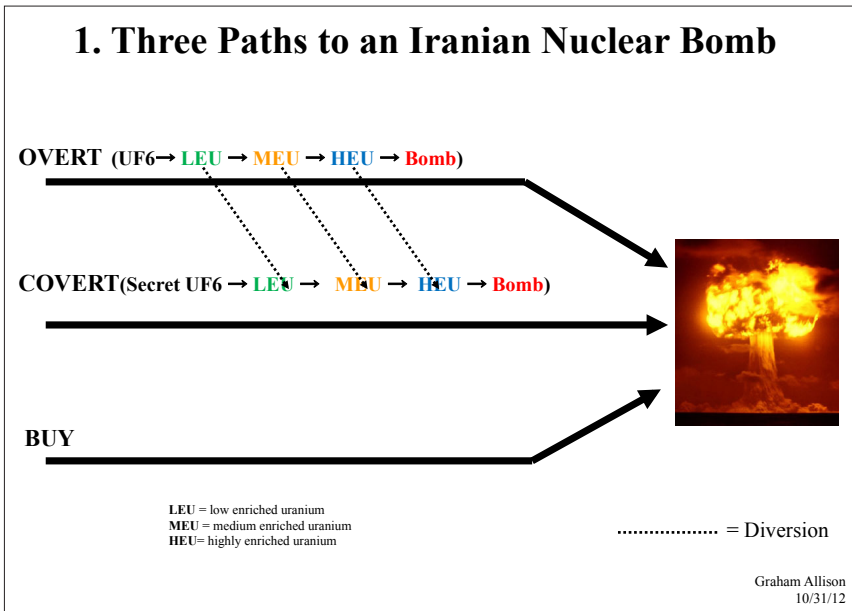 1. Three Paths to an Iranian Nuclear Bomb
OVERT (UF6→ LEU → MEU → HEU → Bomb)
COVERT(Secret UF6 → LEU → MEU → HEU → Bomb)
BUY
LEU = low enriched uranium
MEU = medium enriched uranium
HEU= highly enriched uranium
= Diversion
Graham Allison
10/31/12